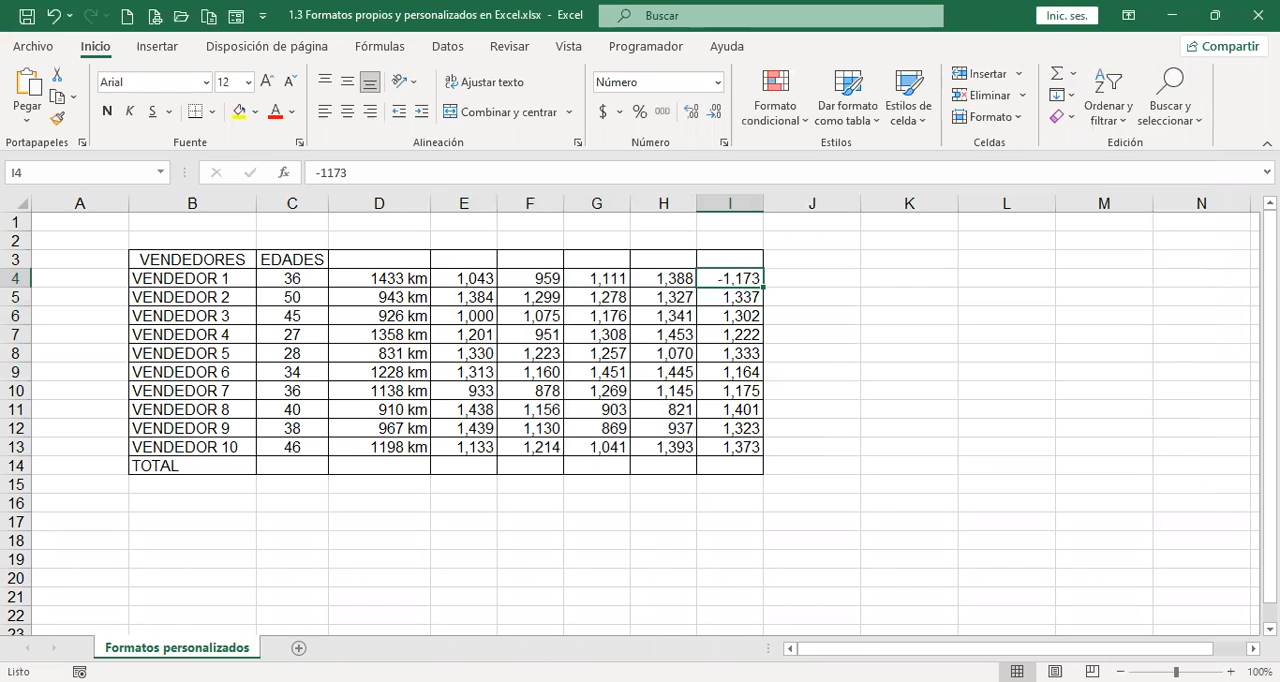 1.3 Formatos propios y personalizados en Excel.xlsx - Excel
Buscar
Inic. ses.
Archivo Inicio Insertar Disposición de página Fórmulas Datos Revisar Vista Programador Ayuda Compartir
Pegar
Portapapeles
Arial 12
N K S
Fuente
Ajustar texto
Combinar y centrar
Alineación
Número
$ % 000
Número
Formato condicional
Dar formato como tabla
Estilos de celda
Estilos
Insertar
Eliminar
Formato
Celdas
Ordenar y filtrar
Buscar y seleccionar
Edición
I4 fx -1173
A B C D E F G H I J K L M N
1
2
3 VENDEDORES EDADES
4 VENDEDOR 1 36 1433 km 1,043 959 1,111 1,388 -1,173
5 VENDEDOR 2 50 943 km 1,384 1,299 1,278 1,327 1,337
6 VENDEDOR 3 45 926 km 1,000 1,075 1,176 1,341 1,302
7 VENDEDOR 4 27 1358 km 1,201 951 1,308 1,453 1,222
8 VENDEDOR 5 28 831 km 1,330 1,223 1,257 1,070 1,333
9 VENDEDOR 6 34 1228 km 1,313 1,160 1,451 1,445 1,164
10 VENDEDOR 7 36 1138 km 933 878 1,269 1,145 1,175
11 VENDEDOR 8 40 910 km 1,438 1,156 903 821 1,401
12 VENDEDOR 9 38 967 km 1,439 1,130 869 937 1,323
13 VENDEDOR 10 46 1198 km 1,133 1,214 1,041 1,393 1,373
14 TOTAL
15
16
17
18
19
20
21
22
23
Formatos personalizados
Listo 100%